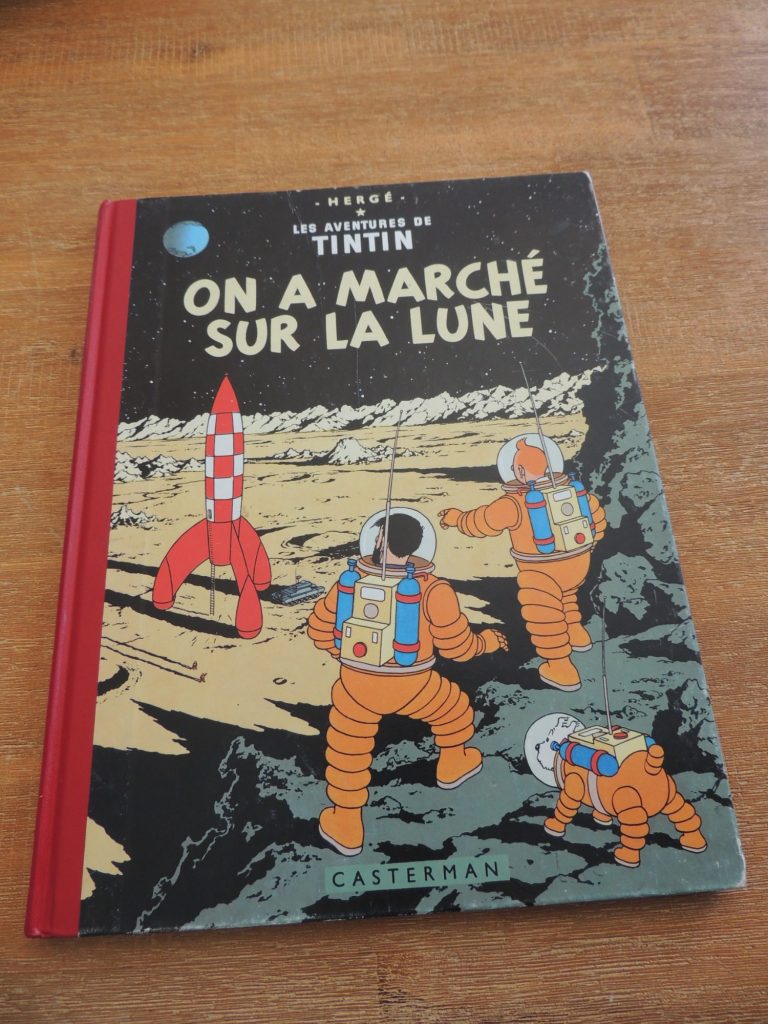 - HERGÉ -
LES AVENTURES DE
TINTIN
ON A MARCHÉ
SUR LA LUNE
CASTERMAN